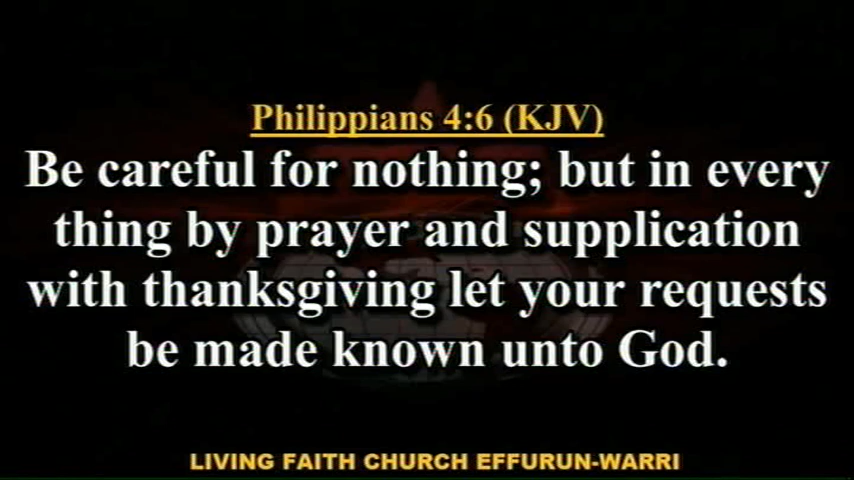 Philippians 4:6 (KJV)
Be careful for nothing; but in every
thing by prayer and supplication
with thanksgiving let your requests
be made known unto God.
LIVING FAITH CHURCH EFFURUN-WARRI